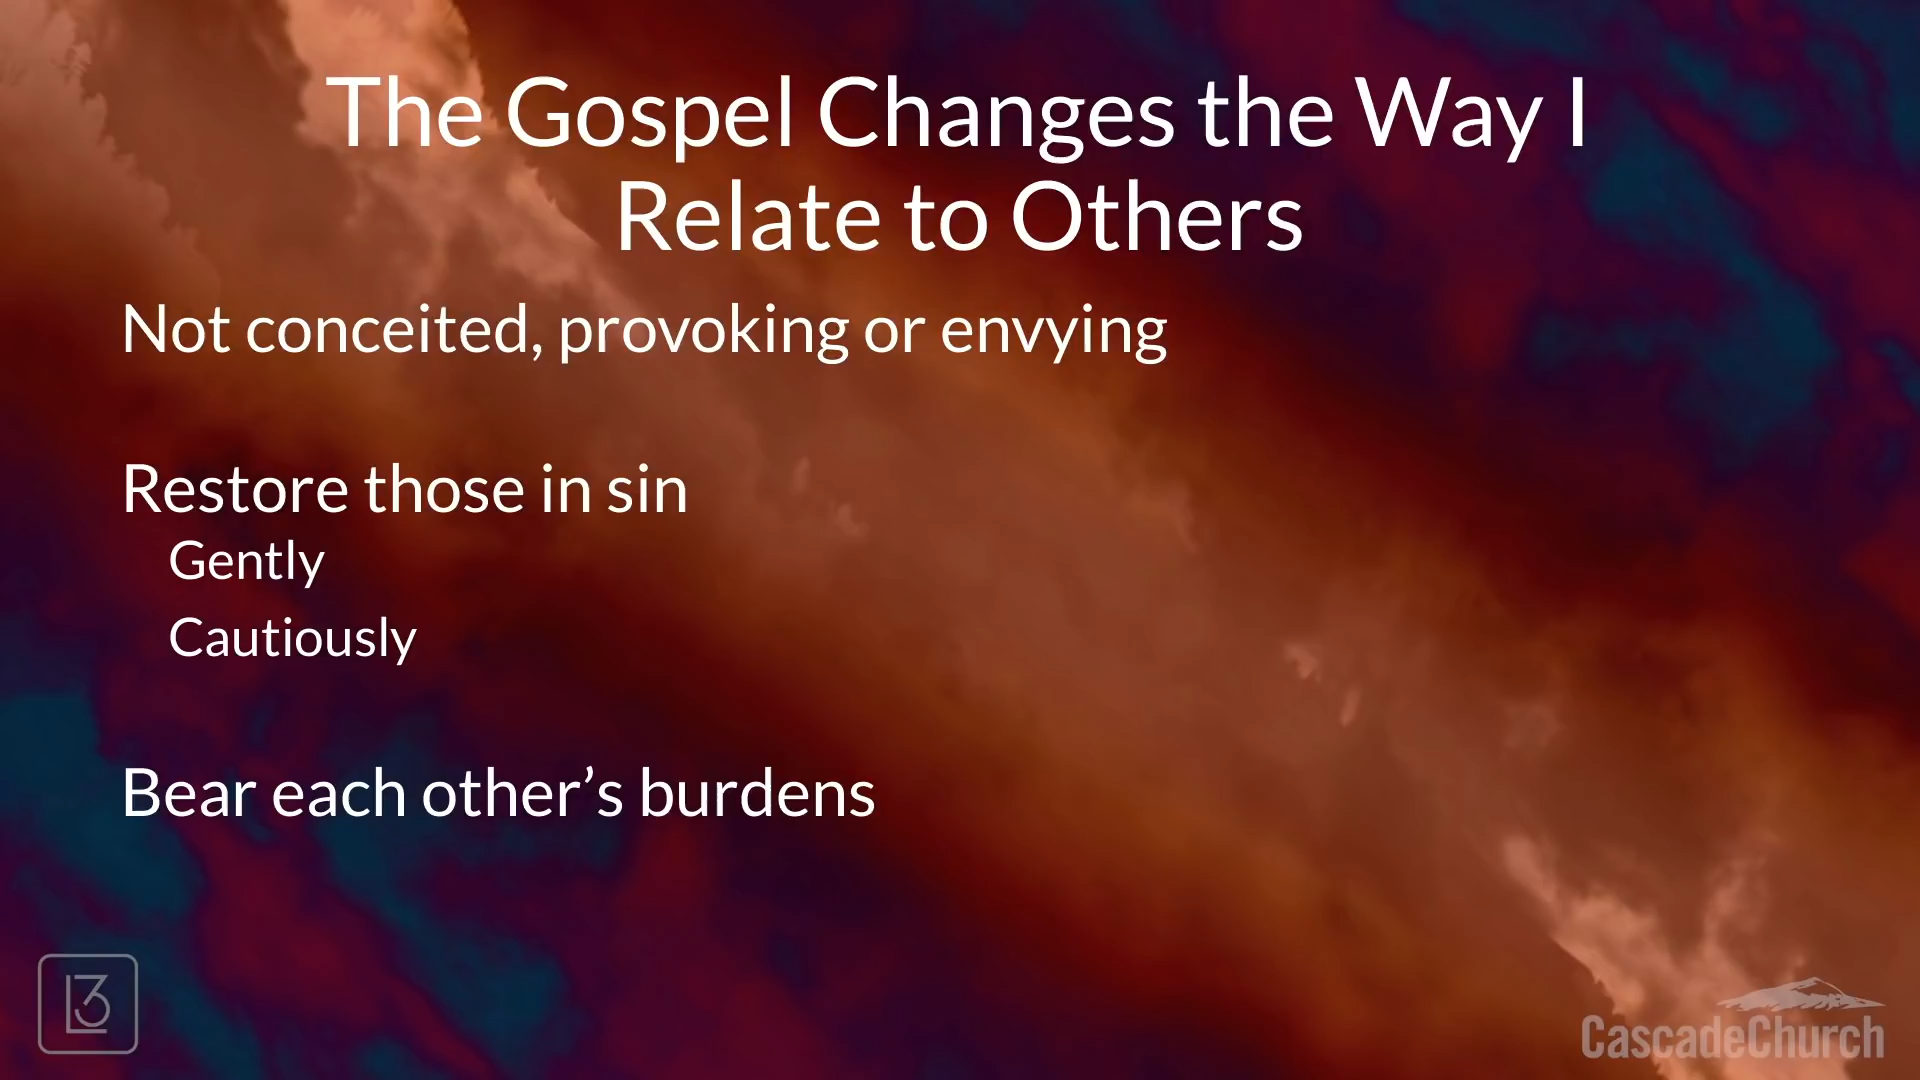 The Gospel Changes the Way I
Relate to Others
Not conceited, provoking or envying
Restore those in sin
Gently
Cautiously
Bear each other’s burdens
L3
CascadeChurch